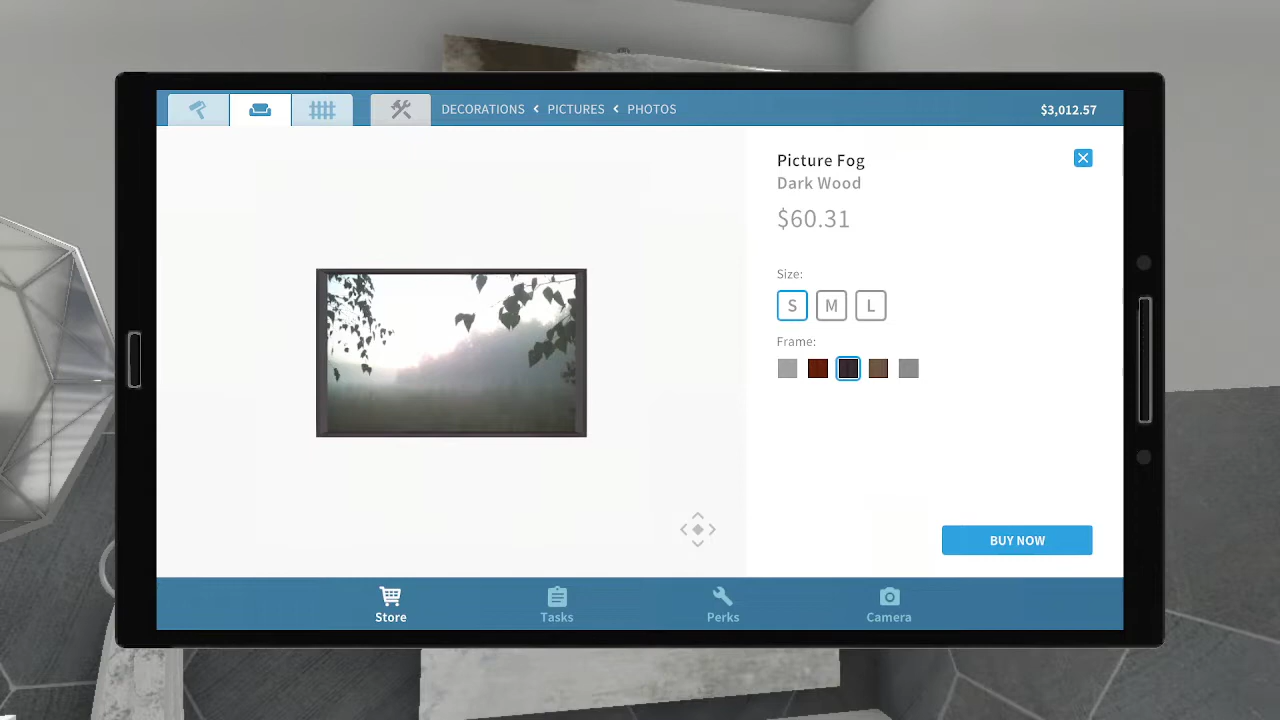 DECORATIONS < PICTURES < PHOTOS
$3,012.57
Picture Fog
Dark Wood
$60.31
Size:
S M L
Frame:
BUY NOW
Store Tasks Perks Camera